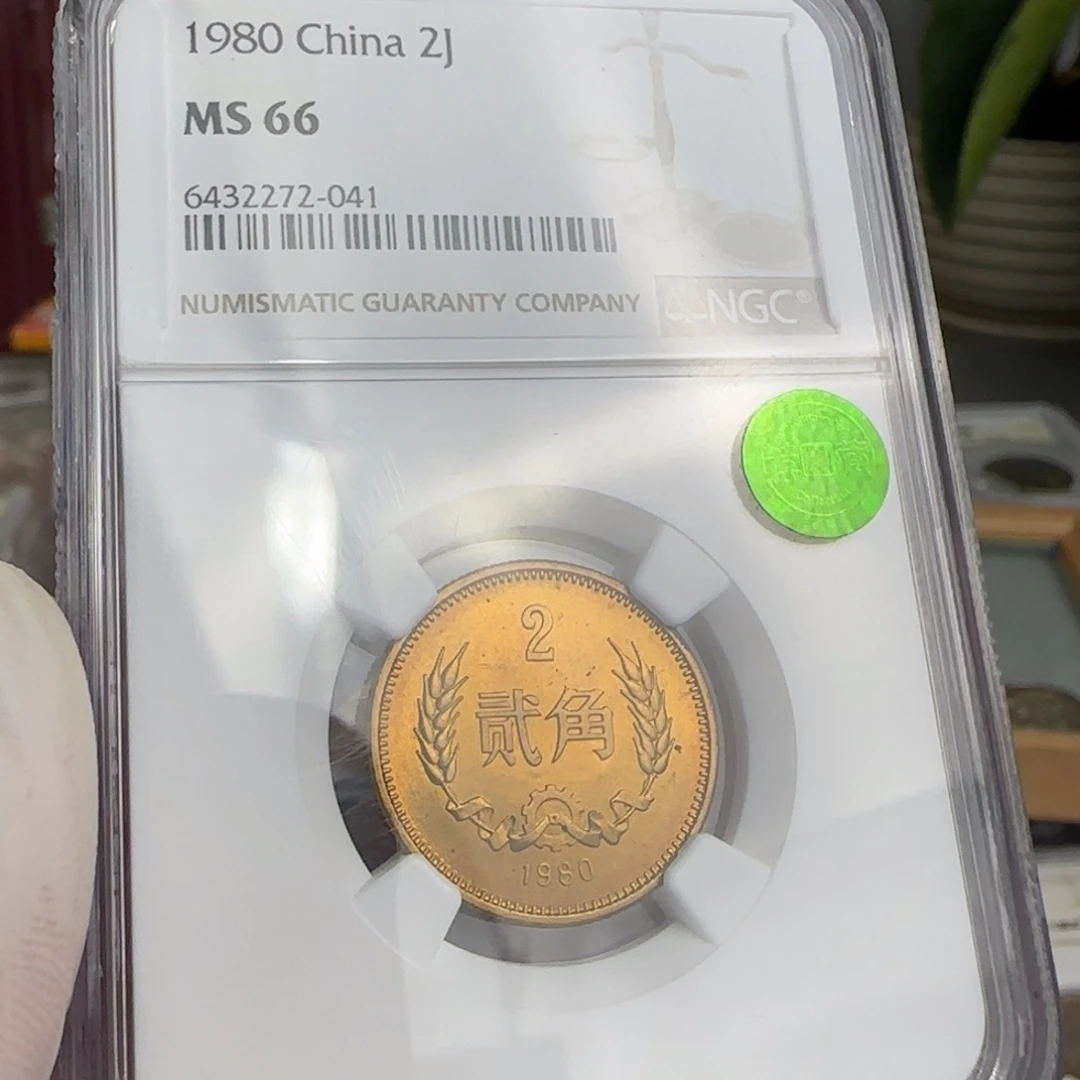 1980 China 2J
MS 66
6432272-041
NUMISMATIC GUARANTY COMPANY
NGC®
2
贰角
1980